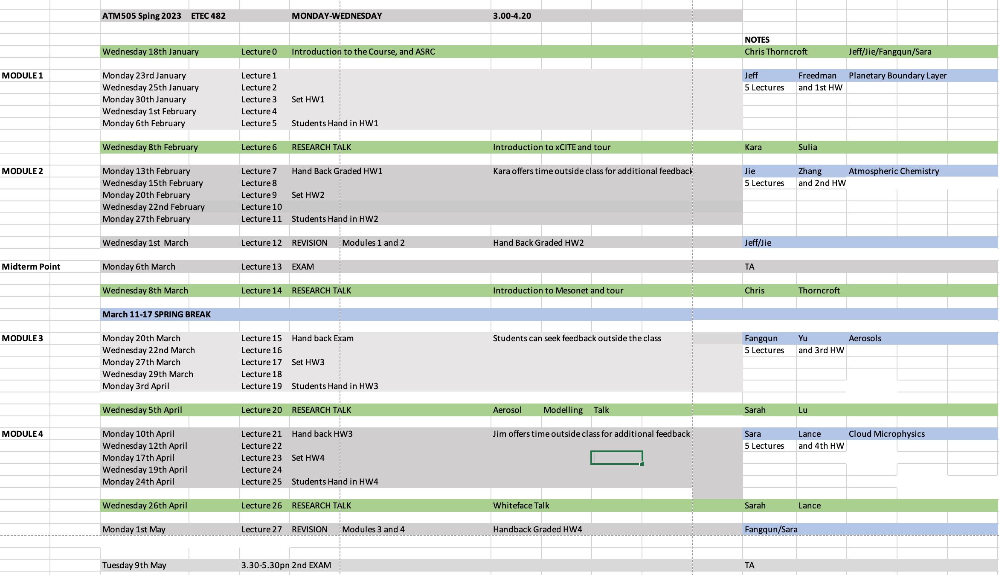 ATM505 Sping 2023 ETEC 482 MONDAY-WEDNESDAY 3.00-4.20
NOTES
Wednesday 18th January Lecture 0 Introduction to the Course, and ASRC Chris Thorncroft Jeff/Jie/Fangqun/Sara
MODULE 1 Monday 23rd January Lecture 1 Jeff Freedman Planetary Boundary Layer
Wednesday 25th January Lecture 2 5 Lectures and 1st HW
Monday 30th January Lecture 3 Set HW1
Wednesday 1st February Lecture 4
Monday 6th February Lecture 5 Students Hand in HW1
Wednesday 8th February Lecture 6 RESEARCH TALK Introduction to xCITE and tour Kara Sulia
MODULE 2 Monday 13th February Lecture 7 Hand Back Graded HW1 Kara offers time outside class for additional feedback Jie Zhang Atmospheric Chemistry
Wednesday 15th February Lecture 8 5 Lectures and 2nd HW
Monday 20th February Lecture 9 Set HW2
Wednesday 22nd February Lecture 10
Monday 27th February Lecture 11 Students Hand in HW2
Wednesday 1st March Lecture 12 REVISION Modules 1 and 2 Hand Back Graded HW2 Jeff/Jie
Midterm Point Monday 6th March Lecture 13 EXAM TA
Wednesday 8th March Lecture 14 RESEARCH TALK Introduction to Mesonet and tour Chris Thorncroft
March 11-17 SPRING BREAK
MODULE 3 Monday 20th March Lecture 15 Hand back Exam Students can seek feedback outside the class Fangqun Yu Aerosols
Wednesday 22nd March Lecture 16 5 Lectures and 3rd HW
Monday 27th March Lecture 17 Set HW3
Wednesday 29th March Lecture 18
Monday 3rd April Lecture 19 Students Hand in HW3
Wednesday 5th April Lecture 20 RESEARCH TALK Aerosol Modelling Talk Sarah Lu
MODULE 4 Monday 10th April Lecture 21 Hand back HW3 Jim offers time outside class for additional feedback Sara Lance Cloud Microphysics
Wednesday 12th April Lecture 22 5 Lectures and 4th HW
Monday 17th April Lecture 23 Set HW4
Wednesday 19th April Lecture 24
Monday 24th April Lecture 25 Students Hand in HW4
Wednesday 26th April Lecture 26 RESEARCH TALK Whiteface Talk Sarah Lance
Monday 1st May Lecture 27 REVISION Modules 3 and 4 Handback Graded HW4 Fangqun/Sara
Tuesday 9th May 3.30-5.30pm 2nd EXAM TA